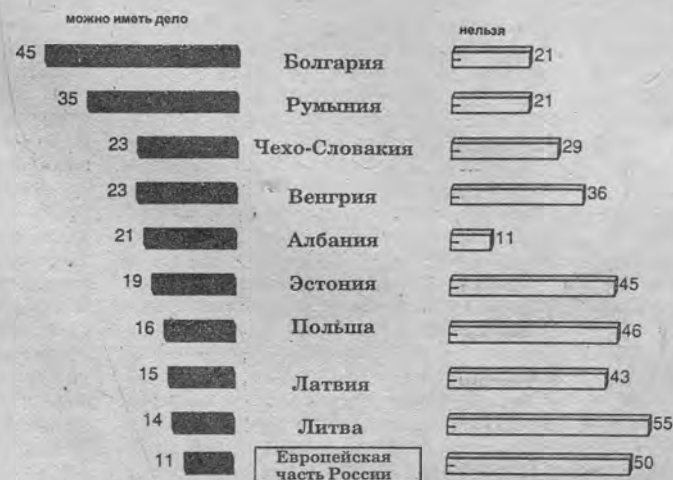 можно иметь дело
нельзя
45 Болгария 21
35 Румыния 21
23 Чехо-Словакия 29
23 Венгрия 36
21 Албания 11
19 Эстония 45
16 Польша 46
15 Латвия 43
14 Литва 55
11 Европейская 50
часть России